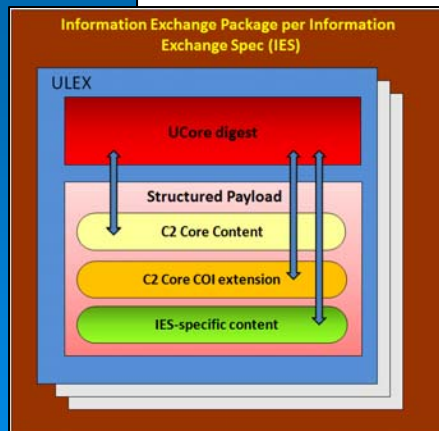 Information Exchange Package per Information
Exchange Spec (IES)
ULEX
UCore digest
Structured Payload
C2 Core Content
C2 Core COI extension
IES-specific content